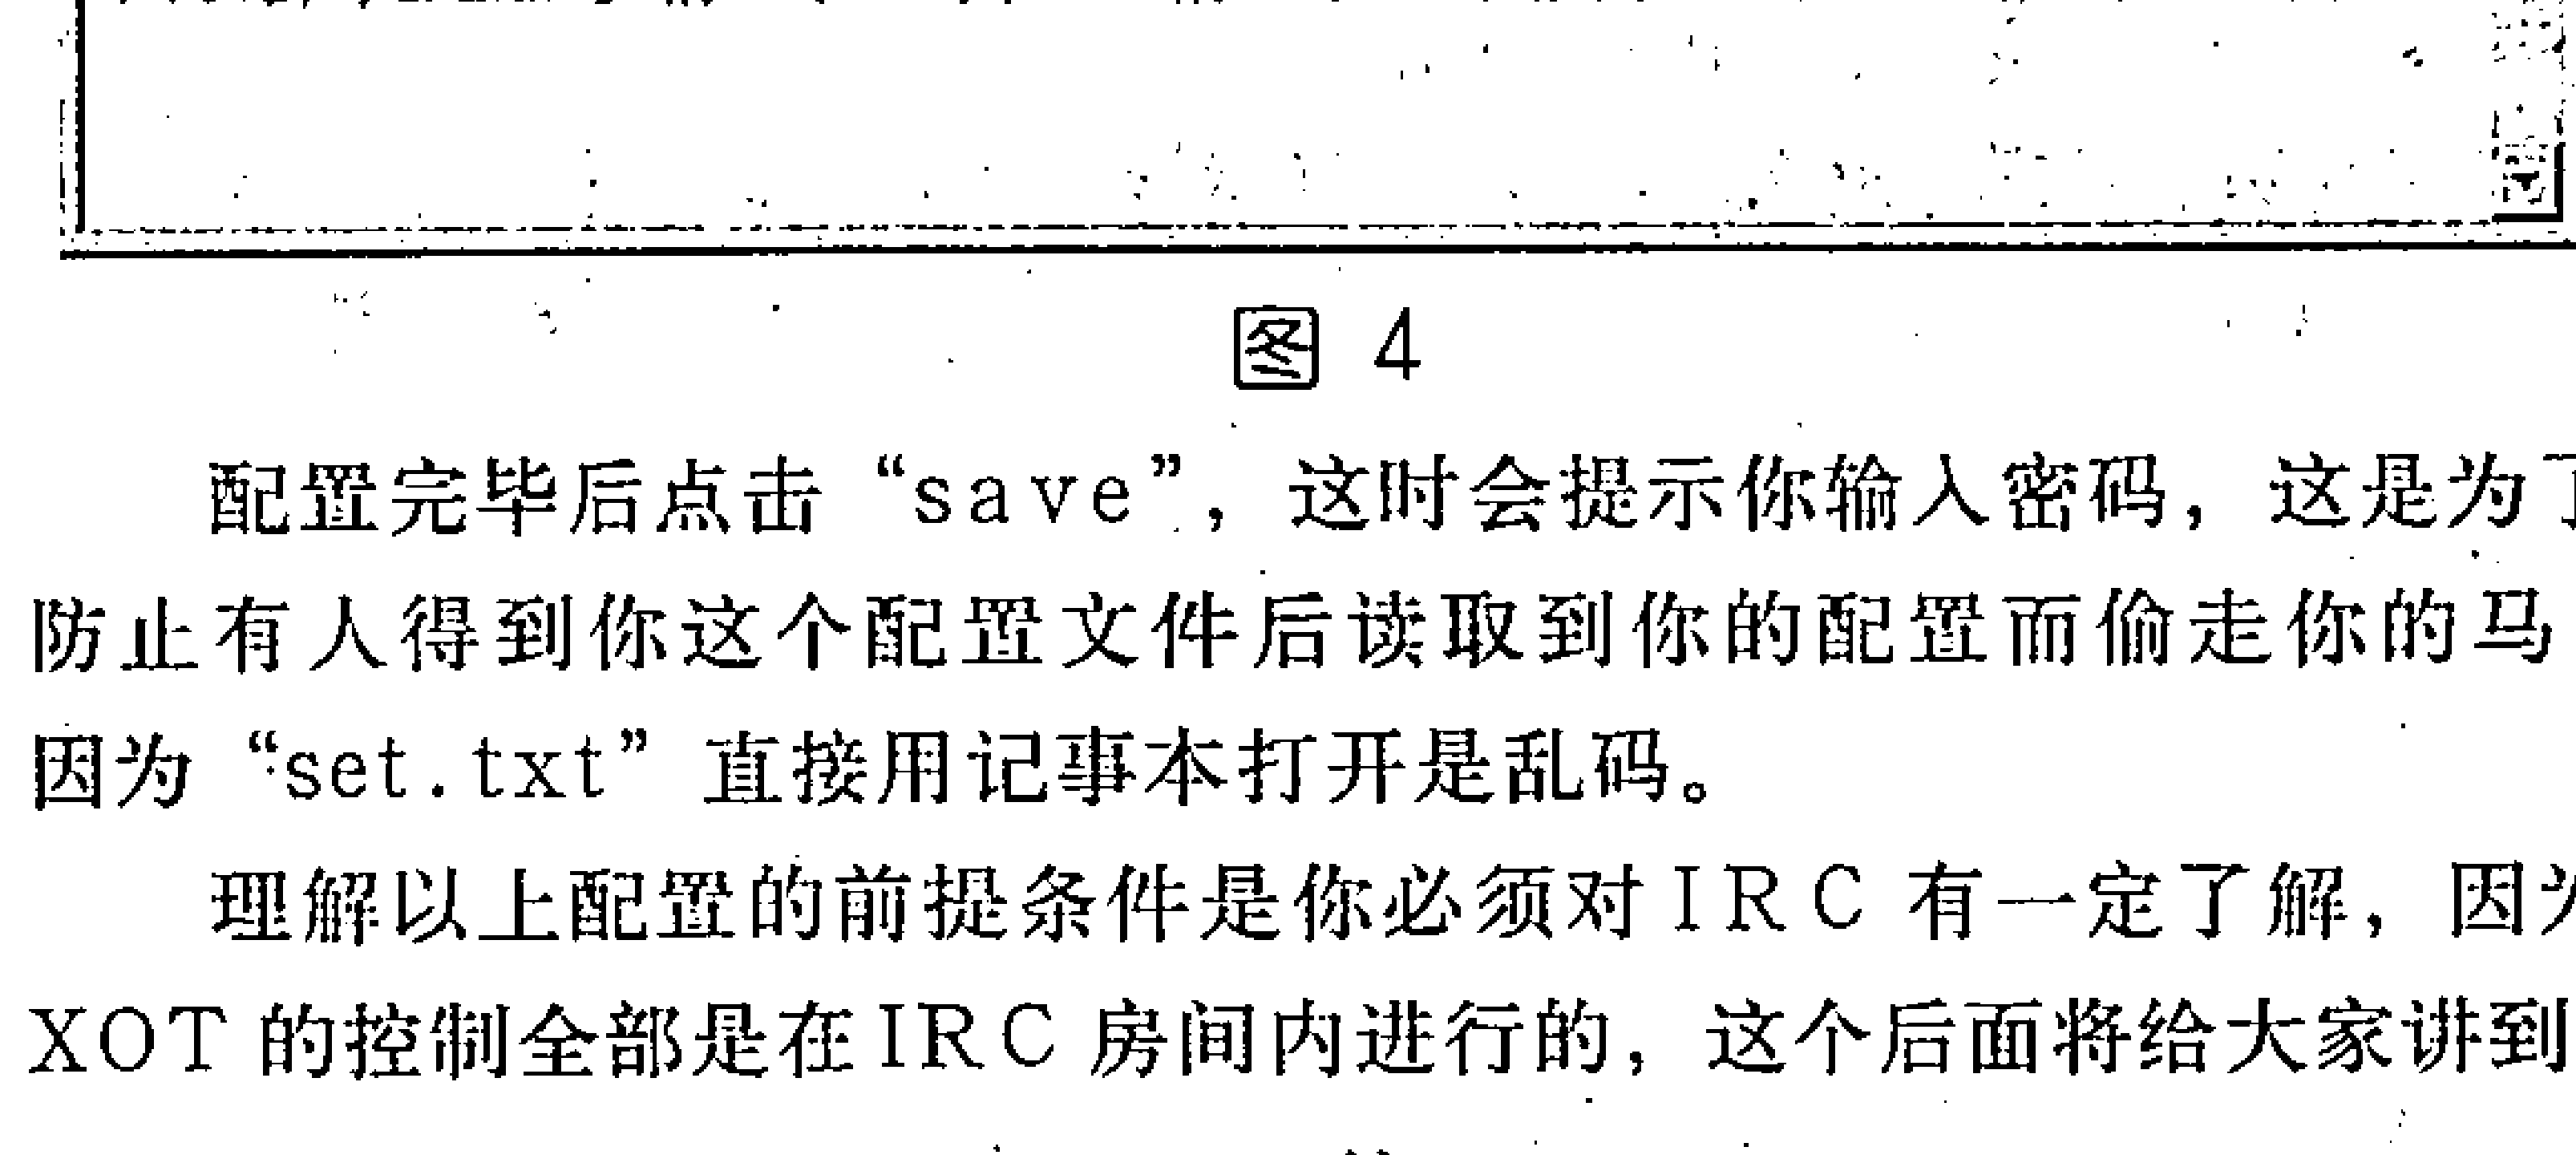 图 4
配置完毕后点击“save”，这时会提示你输入密码，这是为了
防止有人得到你这个配置文件后读取到你的配置而偷走你的马
因为“set.txt”直接用记事本打开是乱码。
理解以上配置的前提条件是你必须对IRC有一定了解，因为
XOT的控制全部是在IRC房间内进行的，这个后面将给大家讲到